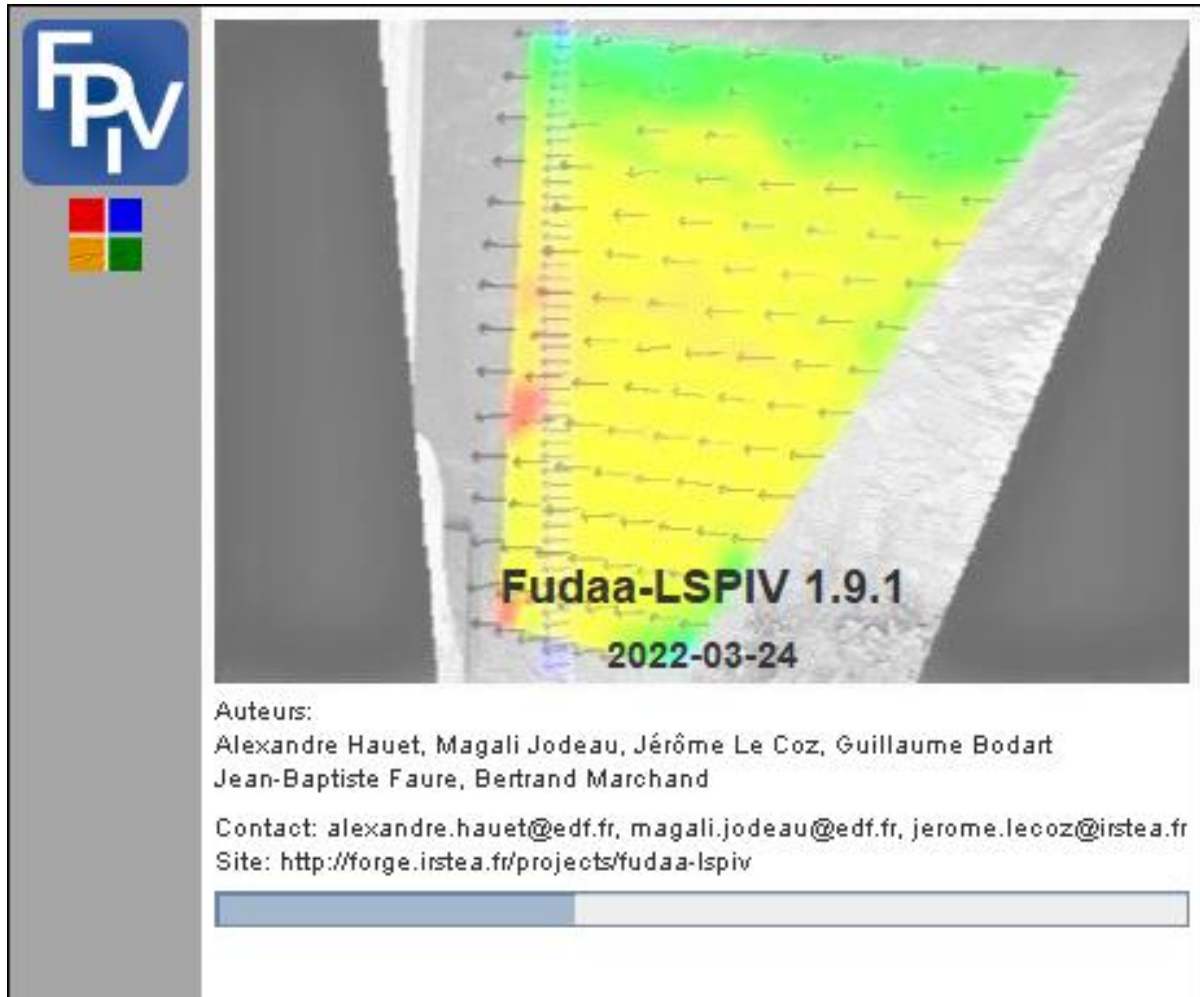 FPIV
Fudaa-LSPIV 1.9.1
2022-03-24
Auteurs:
Alexandre Hauet, Magali Jodeau, Jérôme Le Coz, Guillaume Bodart
Jean-Baptiste Faure, Bertrand Marchand
Contact: alexandre.hauet@edf.fr, magali.jodeau@edf.fr, jerome.lecoz@irstea.fr
Site: http://forge.irstea.fr/projects/fudaa-lspiv